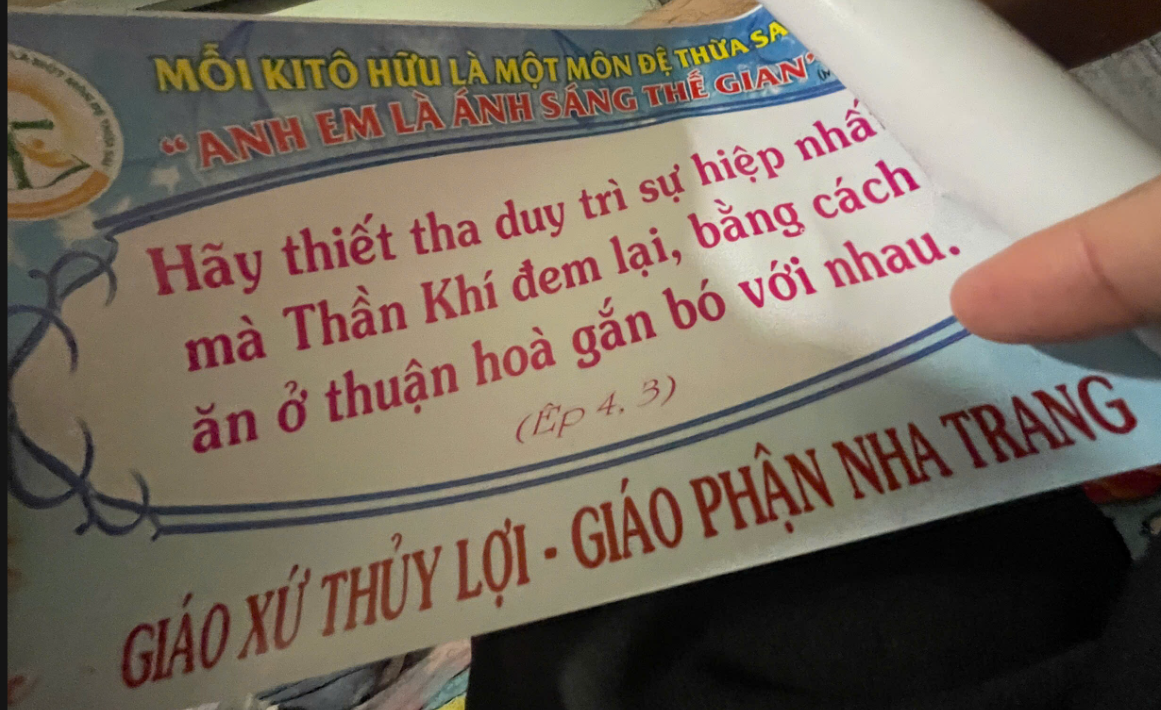 MỖI KITÔ HỮU LÀ MỘT MÔN ĐỆ THỪA SA
“ ANH EM LÀ ÁNH SÁNG THẾ GIAN”
Hãy thiết tha duy trì sự hiệp nhấ
mà Thần Khí đem lại, bằng cách
ăn ở thuận hoà gắn bó với nhau.
(Êp 4, 3)
GIÁO XỨ THỦY LỢI - GIÁO PHẬN NHA TRANG